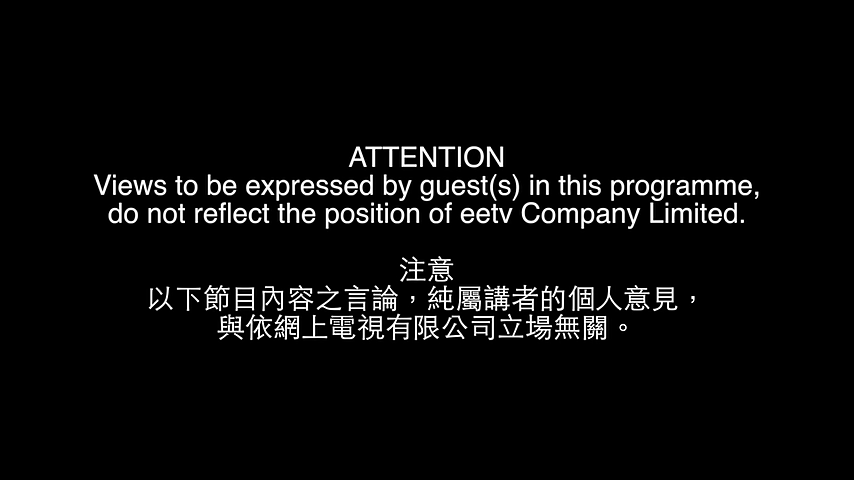 ATTENTION
Views to be expressed by guest(s) in this programme,
do not reflect the position of eetv Company Limited.
注意
以下節目內容之言論，純屬講者的個人意見，
與依網上電視有限公司立場無關。